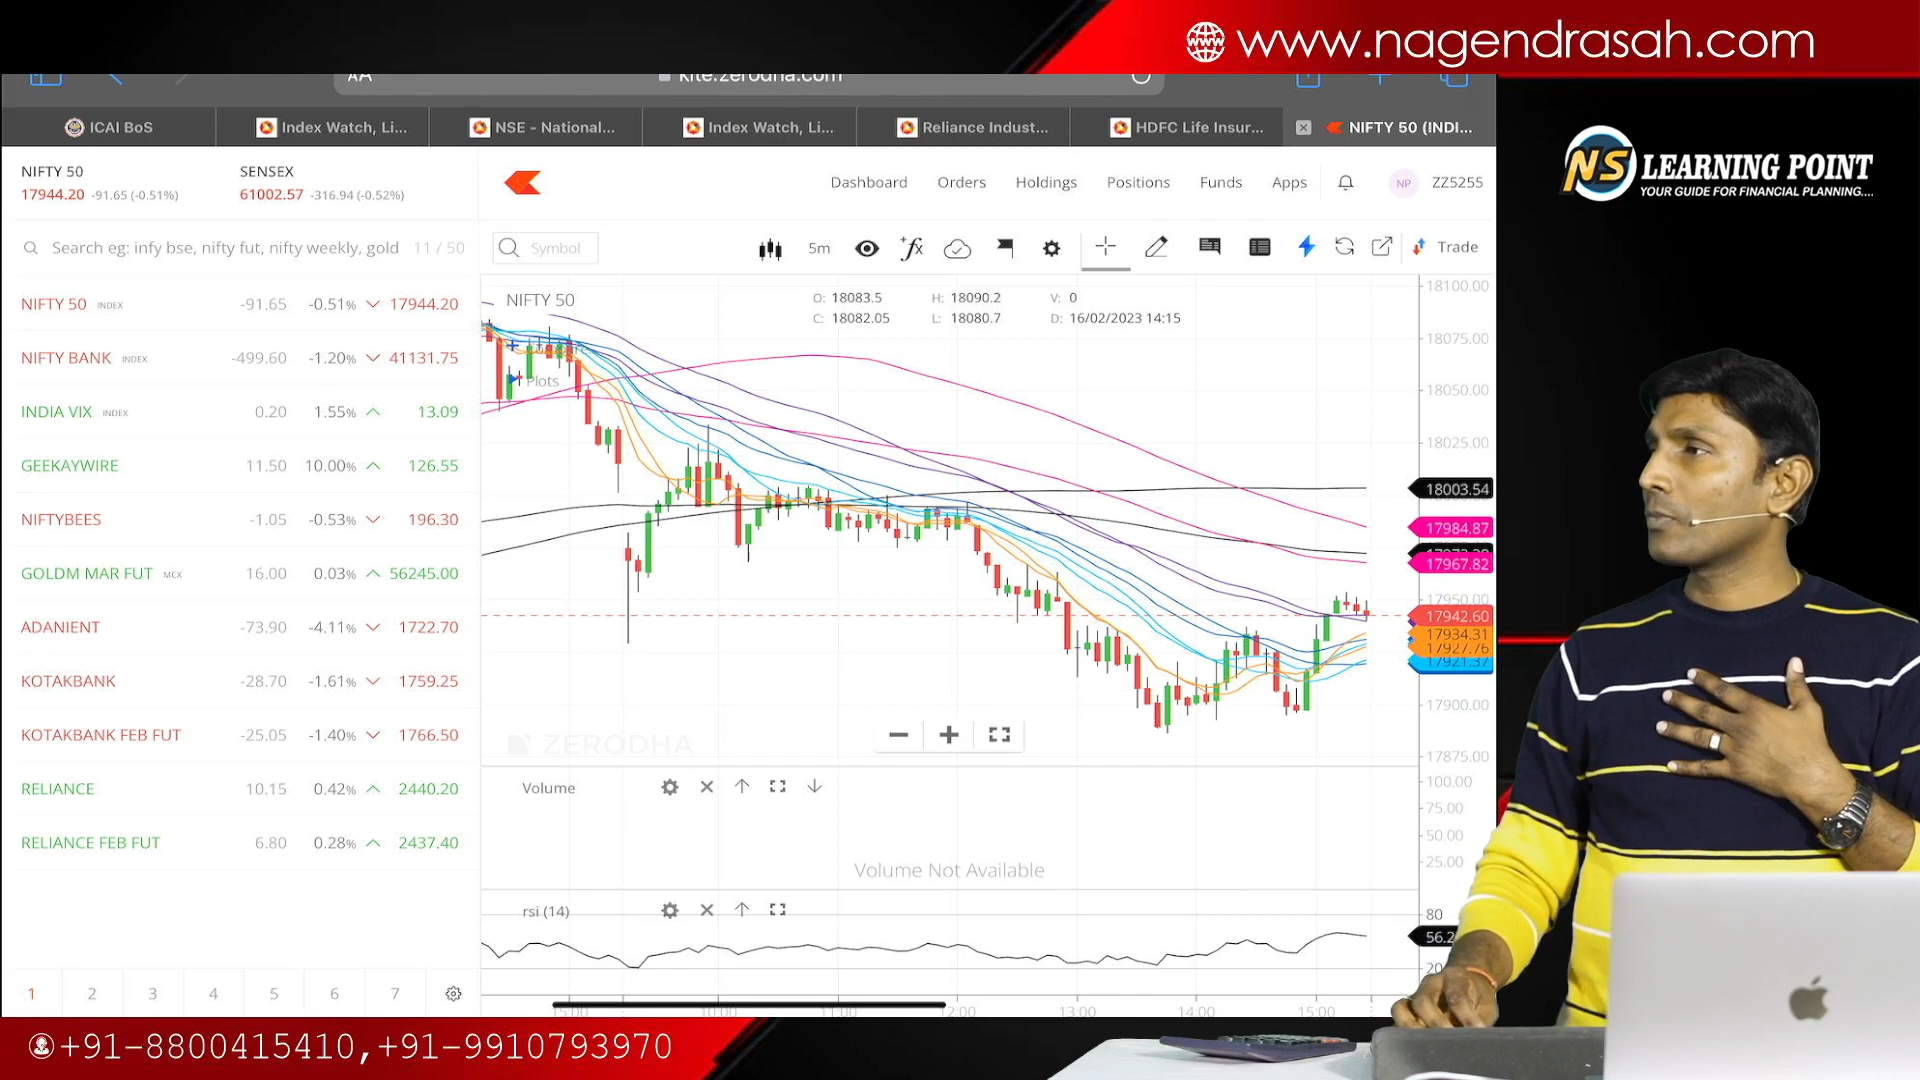 www.nagendrasah.com
AA
kite.zerodha.com
ICAI BoS
Index Watch, Li...
NSE - National...
Index Watch, Li...
Reliance Indust...
HDFC Life Insur...
NIFTY 50 (INDI...
NS LEARNING POINT
YOUR GUIDE FOR FINANCIAL PLANNING....
NIFTY 50
17944.20 -91.65 (-0.51%)
SENSEX
61002.57 -316.94 (-0.52%)
Dashboard
Orders
Holdings
Positions
Funds
Apps
NP
ZZ5255
Search eg: infy bse, nifty fut, nifty weekly, gold 11 / 50
Symbol
5m
Trade
NIFTY 50 INDEX -91.65 -0.51% 17944.20
NIFTY BANK INDEX -499.60 -1.20% 41131.75
INDIA VIX INDEX 0.20 1.55% 13.09
GEEKAYWIRE 11.50 10.00% 126.55
NIFTYBEES -1.05 -0.53% 196.30
GOLDM MAR FUT MCX 16.00 0.03% 56245.00
ADANIENT -73.90 -4.11% 1722.70
KOTAKBANK -28.70 -1.61% 1759.25
KOTAKBANK FEB FUT -25.05 -1.40% 1766.50
RELIANCE 10.15 0.42% 2440.20
RELIANCE FEB FUT 6.80 0.28% 2437.40
1 2 3 4 5 6 7
NIFTY 50
O: 18083.5 H: 18090.2 V: 0
C: 18082.05 L: 18080.7 D: 16/02/2023 14:15
Plots
18100.00
18075.00
18050.00
18025.00
18003.54
17984.87
17967.82
17950.00
17942.60
17934.31
17927.76
17921.37
17900.00
17875.00
ZERODHA
Volume
100.00
75.00
50.00
25.00
Volume Not Available
rsi (14)
80
56.2
20
15:00
10:00
11:00
12:00
13:00
14:00
15:00
+91-8800415410,+91-9910793970